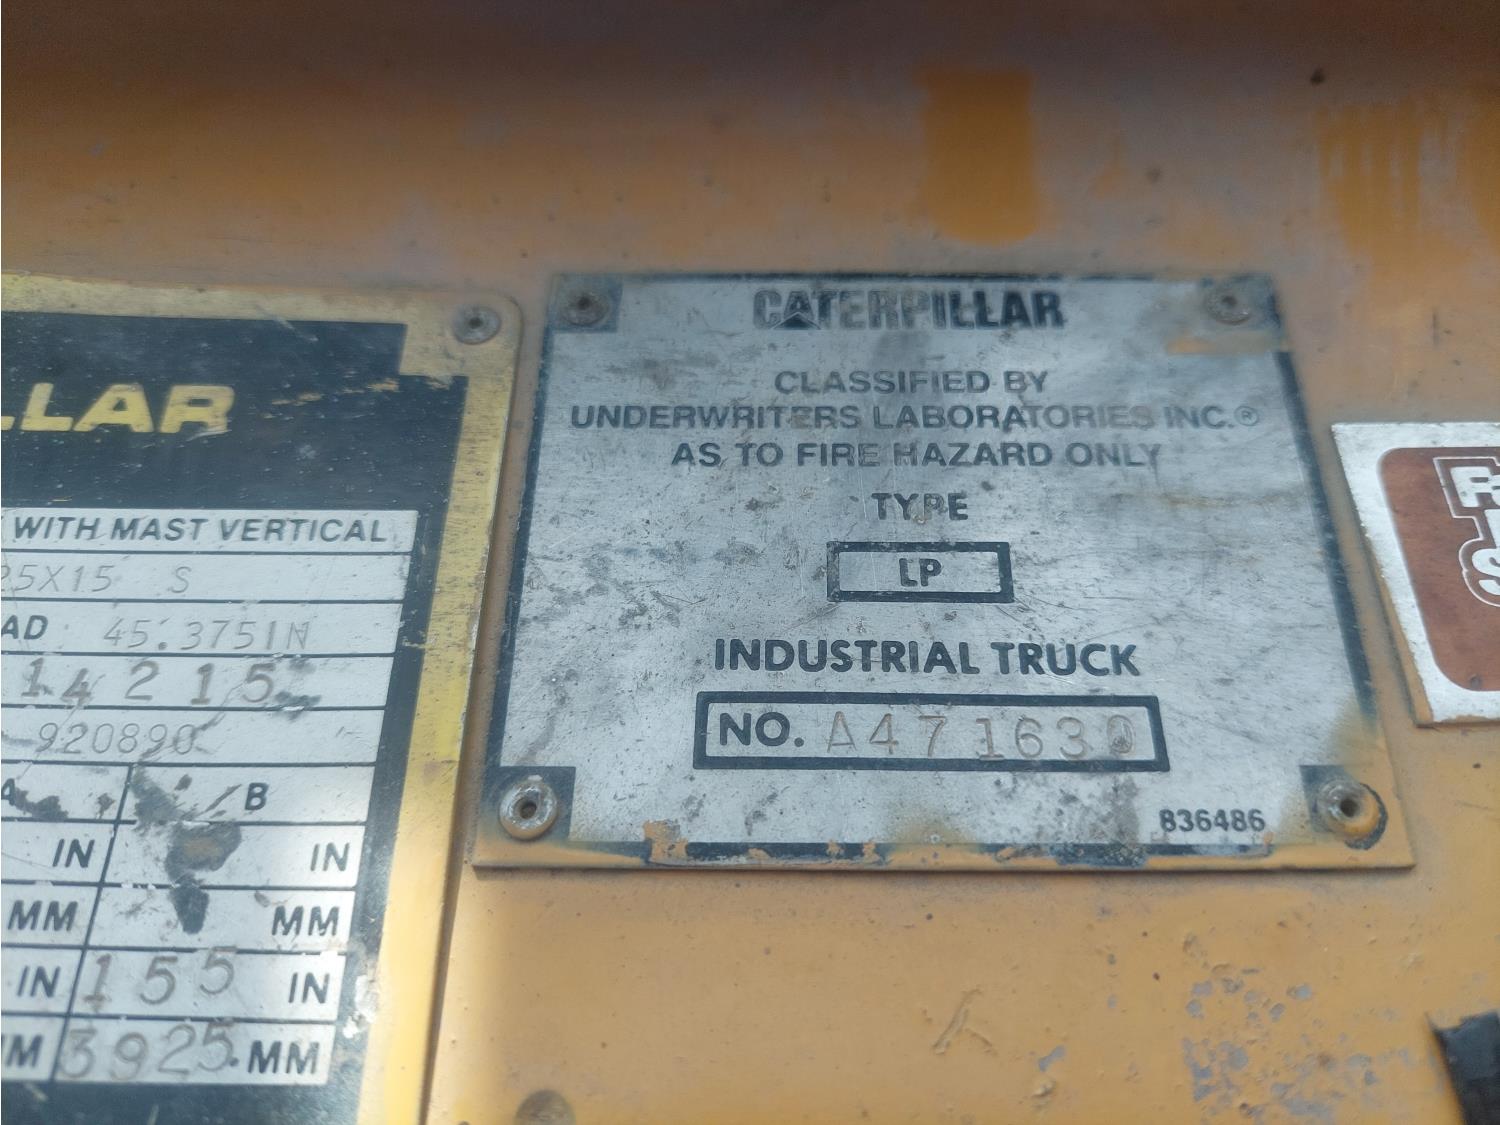 LLAR
WITH MAST VERTICAL
25X15 S
AD 45.375IN
14215
920890
A B
IN IN
MM MM
IN 155 IN
MM 3925 MM
CATERPILLAR
CLASSIFIED BY
UNDERWRITERS LABORATORIES INC.®
AS TO FIRE HAZARD ONLY
TYPE
LP
INDUSTRIAL TRUCK
NO. A471630
836486